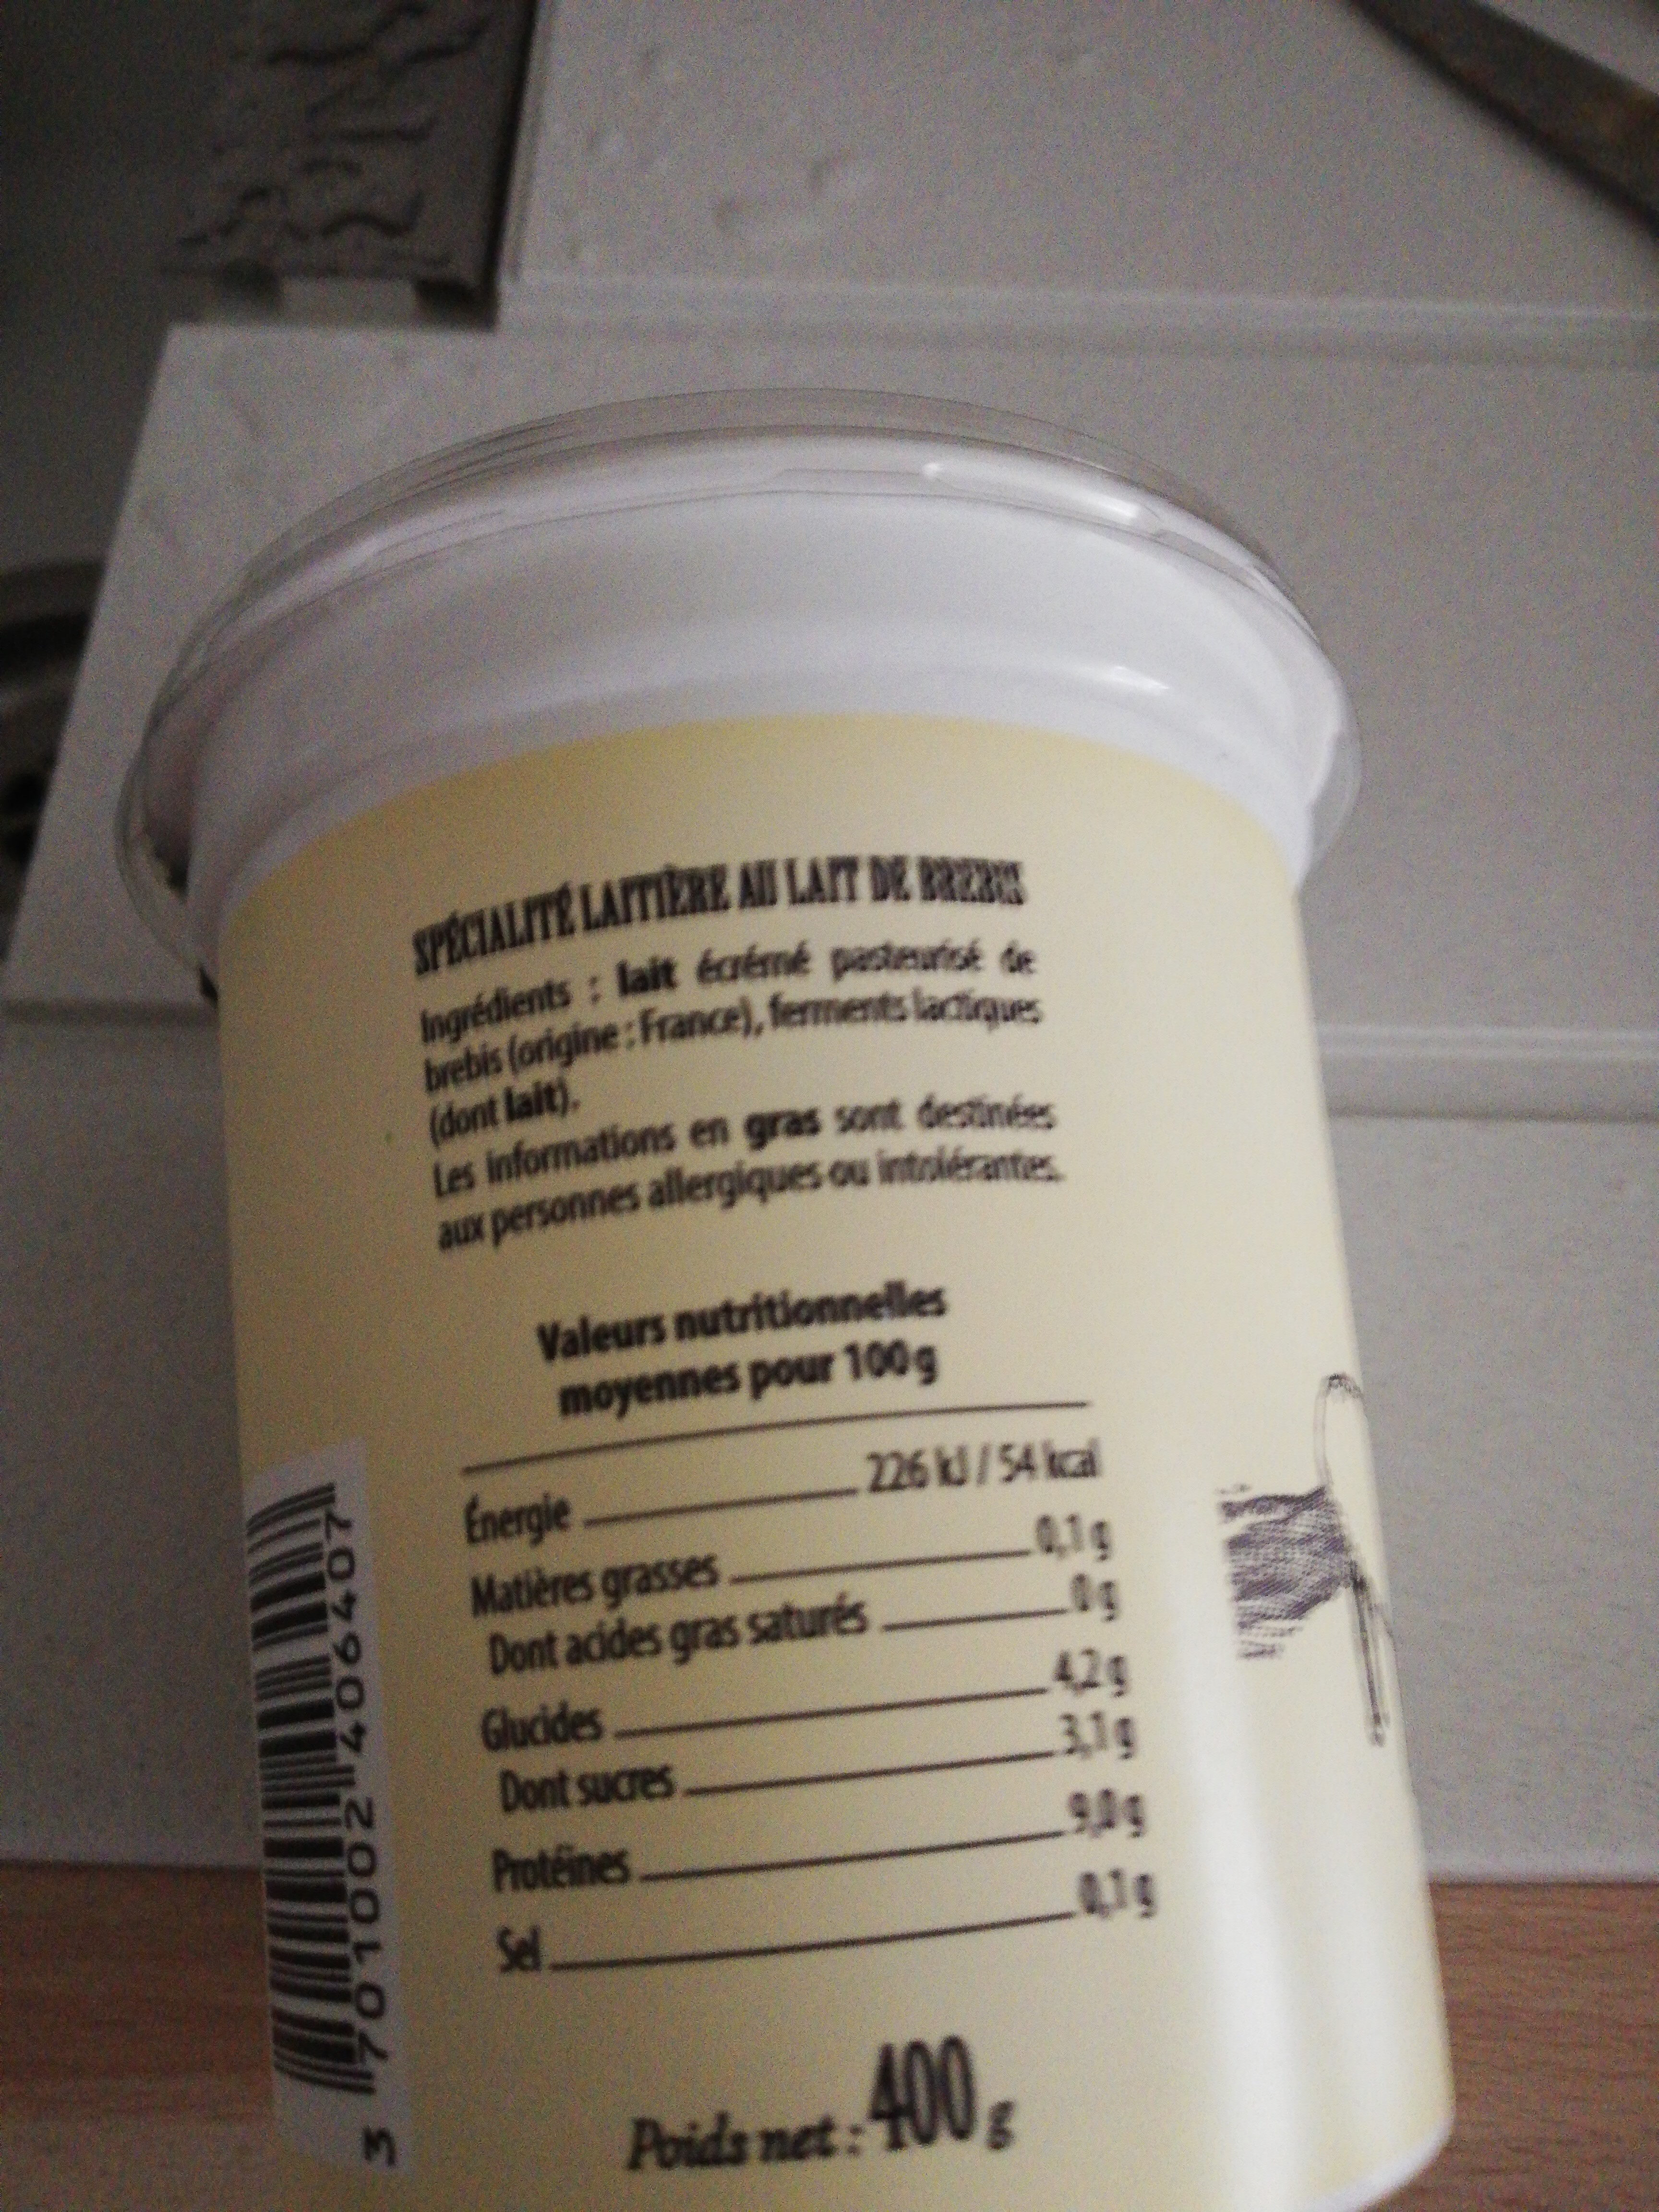 SPÉCIALITÉ LAITIÈRE AU LAIT DE BREBIS
Ingrédients : lait écrémé pasteurisé de
brebis (origine : France), ferments lactiques
(dont lait).
Les informations en gras sont destinées
aux personnes allergiques ou intolérantes.
Valeurs nutritionnelles
moyennes pour 100 g
Énergie 226 kJ / 54 kcal
Matières grasses 0,1 g
Dont acides gras saturés 0 g
Glucides 4,2 g
Dont sucres 3,1 g
Protéines 9,0 g
Sel 0,1 g
Poids net : 400 g
3 701002 406407